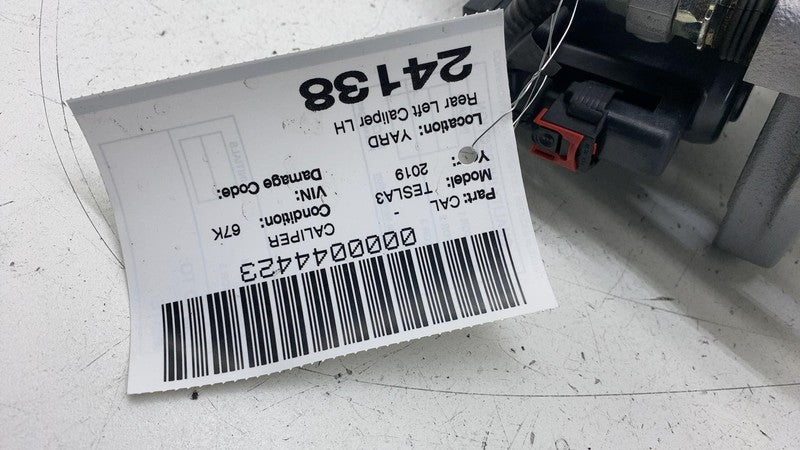 0000044423
Part: CAL - CALIPER
Model: TESLA3 Condition: 67K
Year: 2019 VIN:
Location: YARD Damage Code:
Rear Left Caliper LH
24138